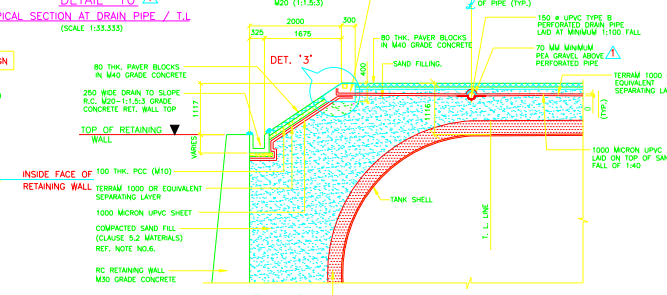 DETAIL "10"
PICAL SECTION AT DRAIN PIPE / T.L
(SCALE 1:33.333)
GN
M20 (1:1.5:3)
OF PIPE (TYP.)
2000
300
325
1675
DET. '3'
400
80 THK. PAVER BLOCKS
IN M40 GRADE CONCRETE
SAND FILLING.
150 ø UPVC TYPE B
PERFORATED DRAIN PIPE
LAID AT MINIMUM 1:100 FALL
70 MM MINIMUM
PEA GRAVEL ABOVE
PERFORATED PIPE
1
TERRAM 1000
EQUIVALENT
SEPARATING LA
80 THK. PAVER BLOCKS
IN M40 GRADE CONCRETE
1117
1116
(TYP.)
R.C. M20-1:1.5:3 GRADE
CONCRETE RET. WALL TOP
TOP OF RETAINING
WALL
VARIES
1000 MICRON UPVC
LAID ON TOP OF SAN
FALL OF 1:40
INSIDE FACE OF
RETAINING WALL
100 THK. PCC (M10)
TERRAM 1000 OR EQUIVALENT
SEPARATING LAYER
1000 MICRON UPVC SHEET
TANK SHELL
T. L. LINE
COMPACTED SAND FILL
(CLAUSE 5.2 MATERIALS)
REF. NOTE NO.6.
RC RETAINING WALL
M30 GRADE CONCRETE